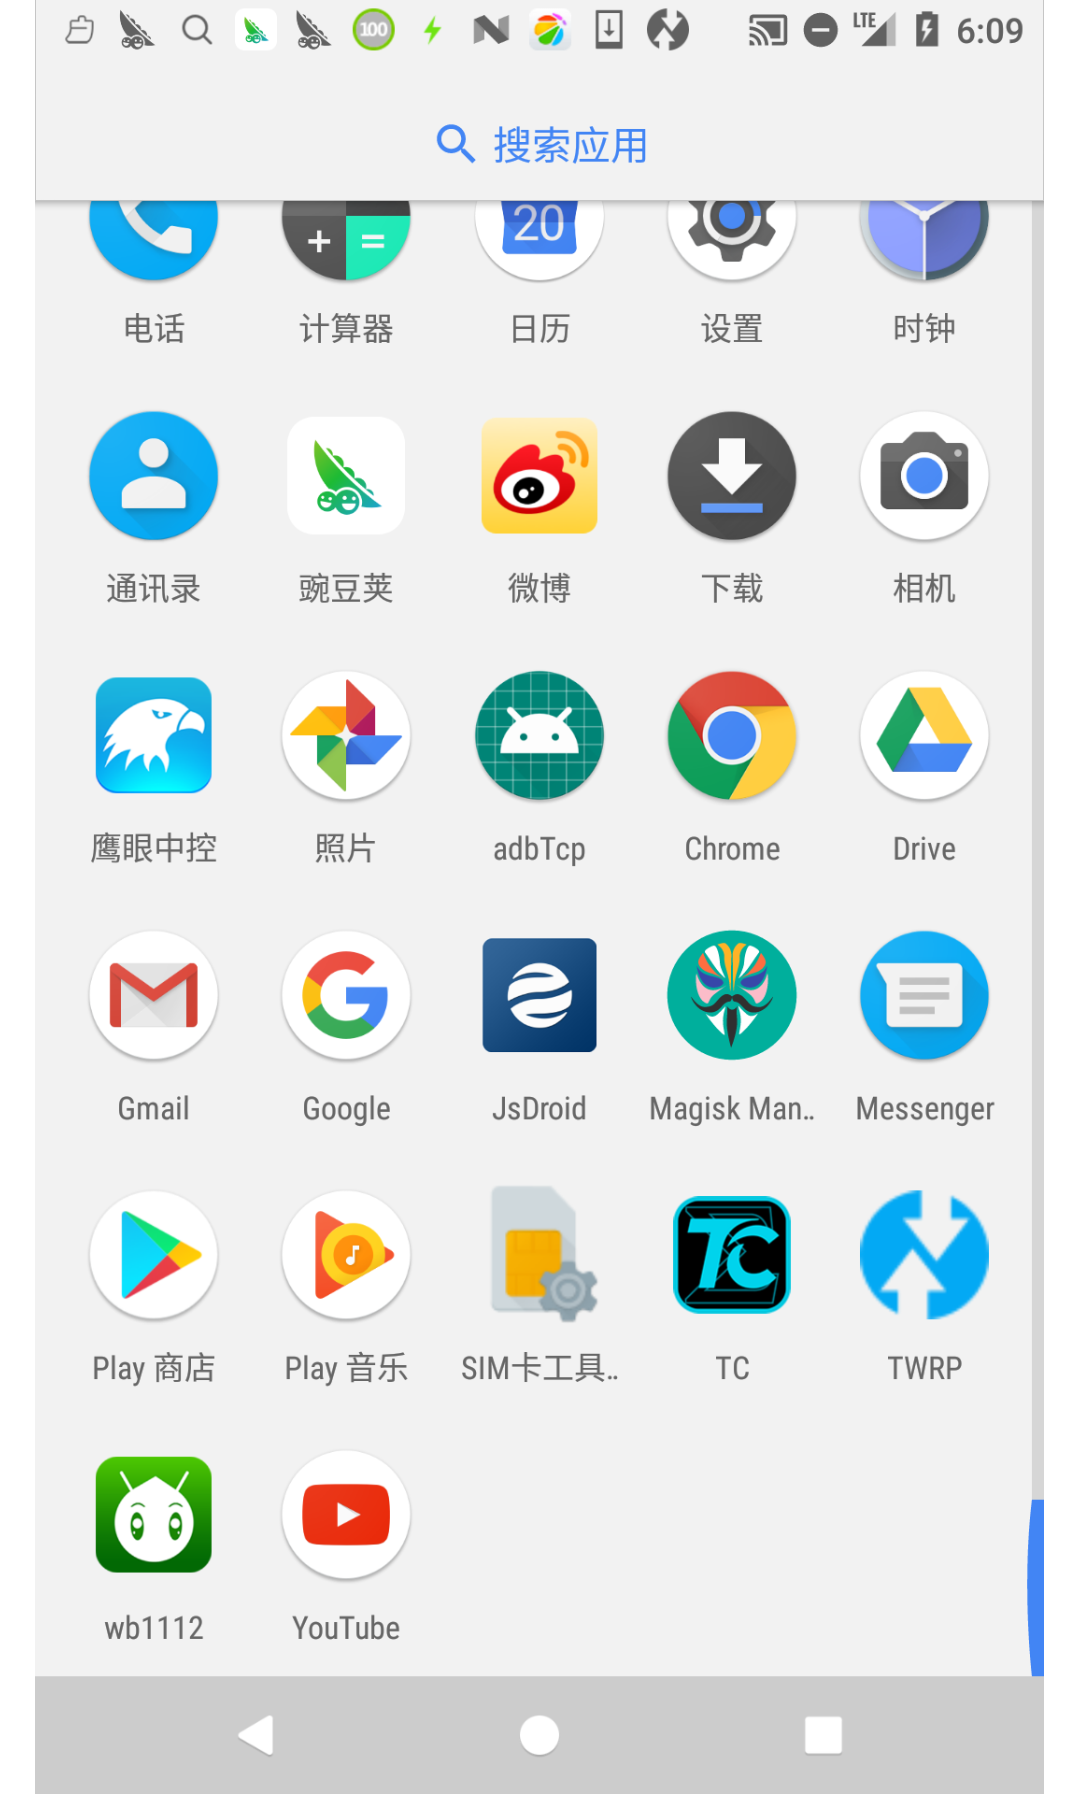 100 LTE 6:09
搜索应用
20
电话 计算器 日历 设置 时钟
通讯录 豌豆荚 微博 下载 相机
鹰眼中控 照片 adbTcp Chrome Drive
Gmail Google JsDroid Magisk Man.. Messenger
TC
Play 商店 Play 音乐 SIM卡工具.. TC TWRP
wb1112 YouTube